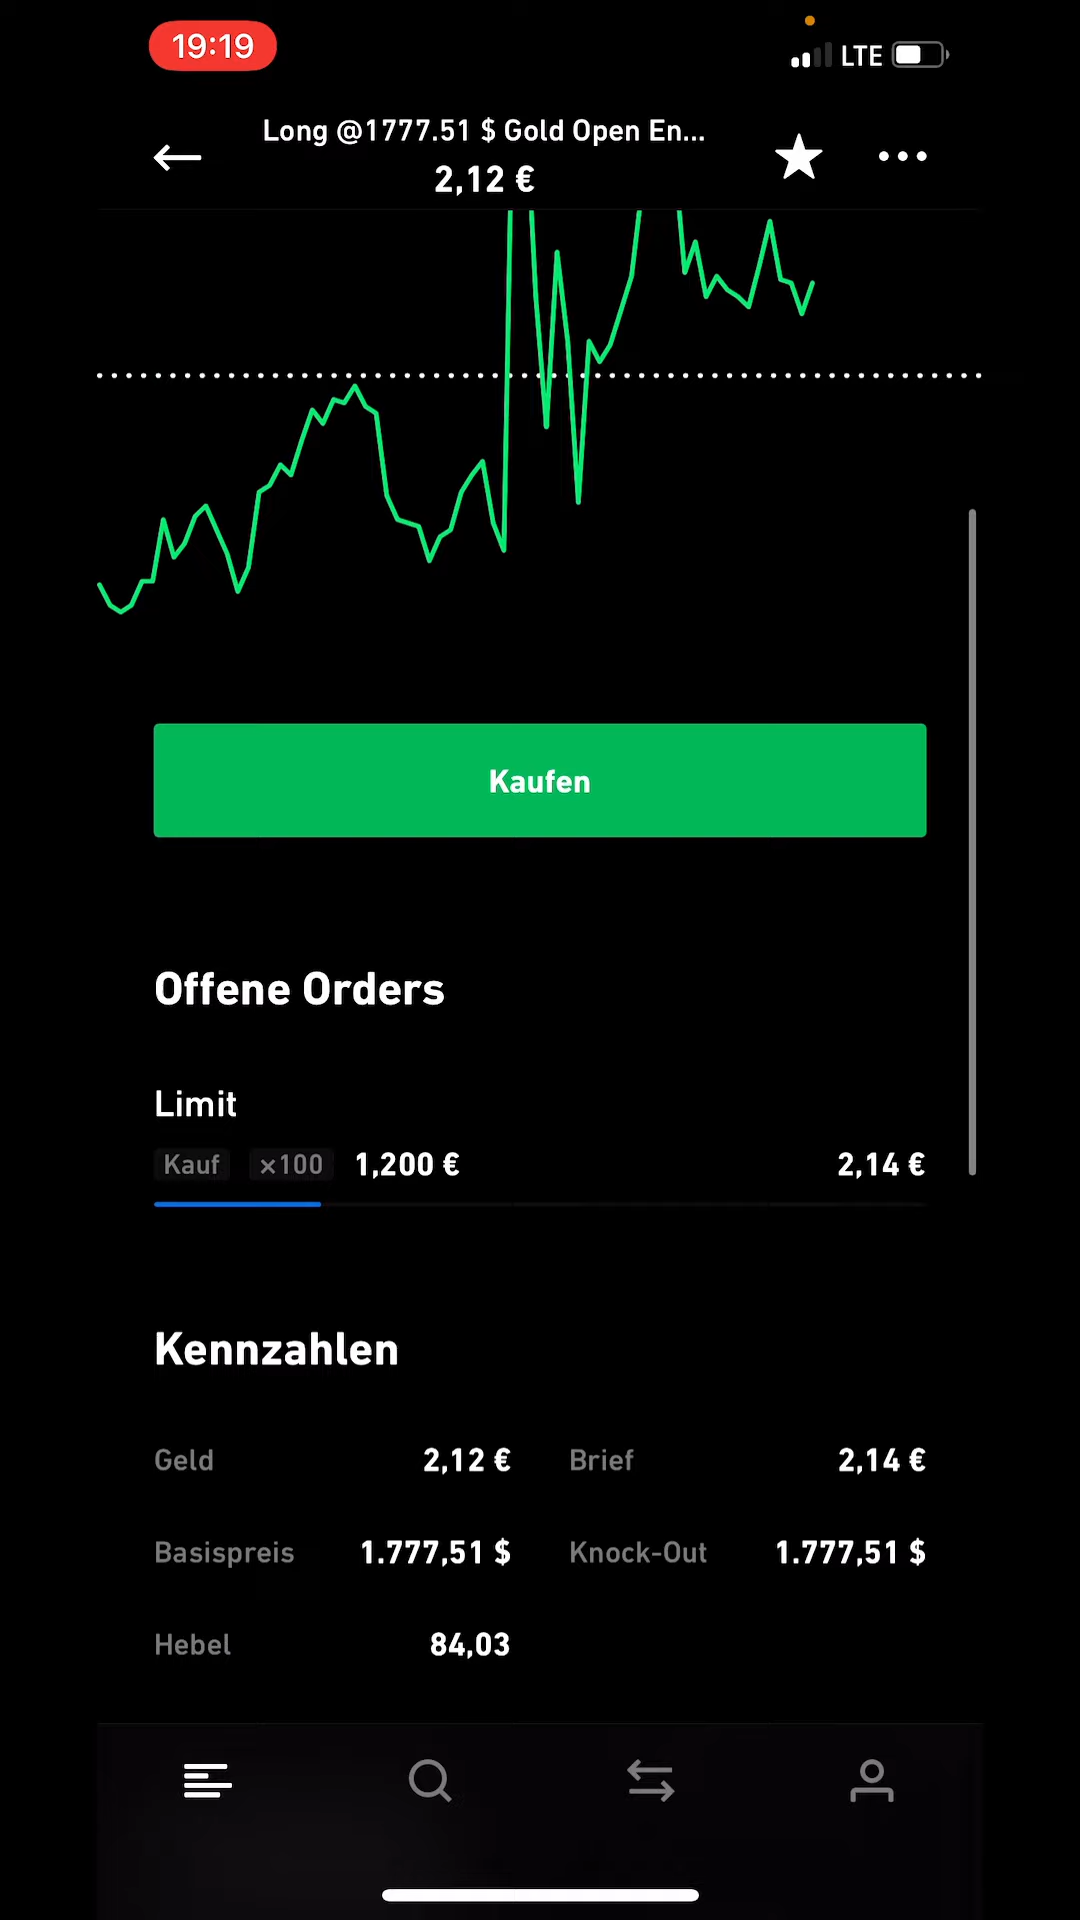 19:19
LTE
Long @1777.51 $ Gold Open En...
2,12 €
Kaufen
Offene Orders
Limit
Kauf ×100 1,200 € 2,14 €
Kennzahlen
Geld 2,12 € Brief 2,14 €
Basispreis 1.777,51 $ Knock-Out 1.777,51 $
Hebel 84,03